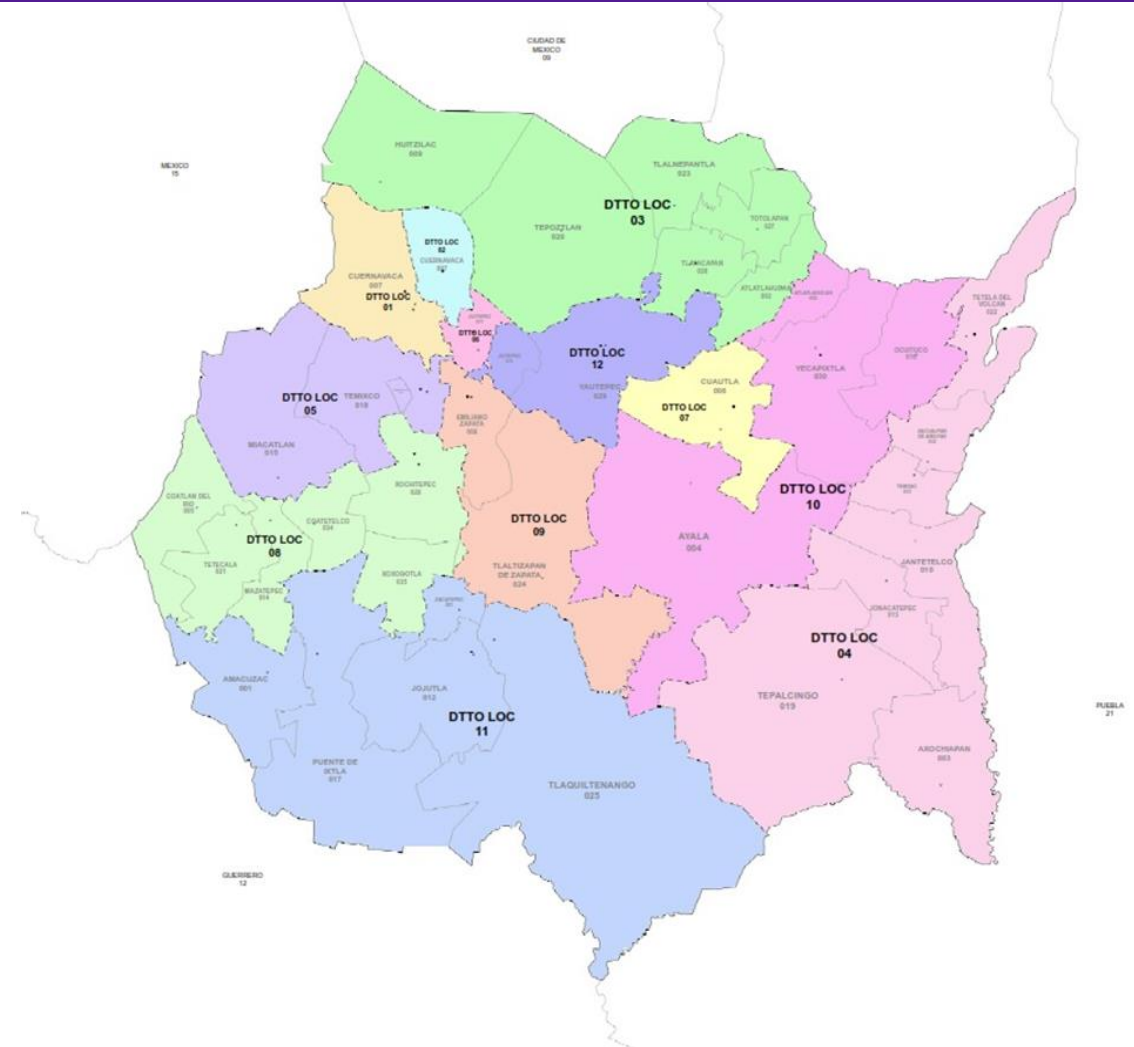 CIUDAD DE
MEXICO
09
MEXICO
15
HUITZILAC
009
TLALNEPANTLA
023
DTTO LOC
03
TEPOZTLAN
020
TOTOLAPAN
027
TLAYACAPAN
026
ATLATLAHUCAN
002
DTTO LOC
02
CUERNAVACA
007
CUERNAVACA
007
DTTO LOC
01
DTTO LOC
06
DTTO LOC
12
YAUTEPEC
029
CUAUTLA
006
DTTO LOC
07
YECAPIXTLA
030
OCUITUCO
016
TETELA DEL
VOLCAN
022
DTTO LOC
05
TEMIXCO
018
MIACATLAN
015
EMILIANO
ZAPATA
008
COATLAN DEL
RIO
005
XOCHITEPEC
028
COATETELCO
034
DTTO LOC
08
TETECALA
021
MAZATEPEC
014
XOXOCOTLA
035
DTTO LOC
09
TLALTIZAPAN
DE ZAPATA
024
DTTO LOC
10
AYALA
004
JANTETELCO
010
JONACATEPEC
013
DTTO LOC
04
TEPALCINGO
019
AXOCHIAPAN
003
AMACUZAC
001
JOJUTLA
012
DTTO LOC
11
PUENTE DE
IXTLA
017
TLAQUILTENANGO
025
PUEBLA
21
GUERRERO
12